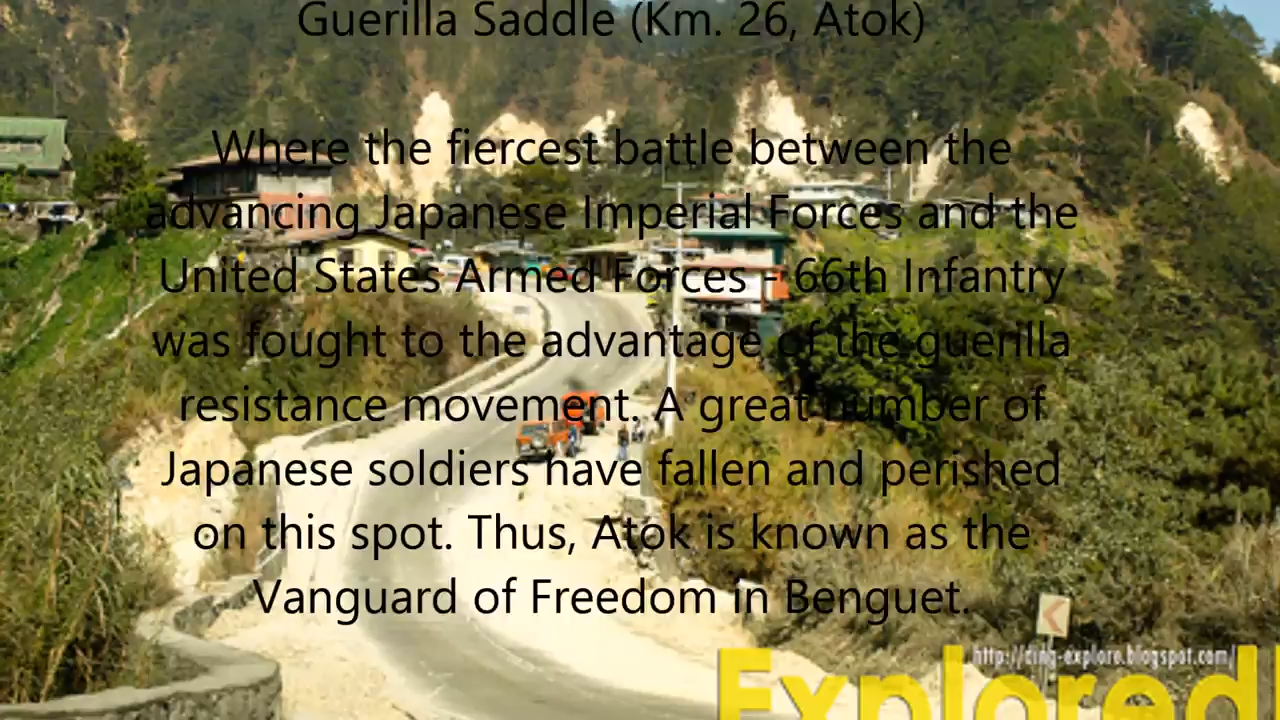 Guerilla Saddle (Km. 26, Atok)
Where the fiercest battle between the
advancing Japanese Imperial Forces and the
United States Armed Forces - 66th Infantry
was fought to the advantage of the guerilla
resistance movement. A great number of
Japanese soldiers have fallen and perished
on this spot. Thus, Atok is known as the
Vanguard of Freedom in Benguet.
http://ding-explore.blogspot.com/
Explored